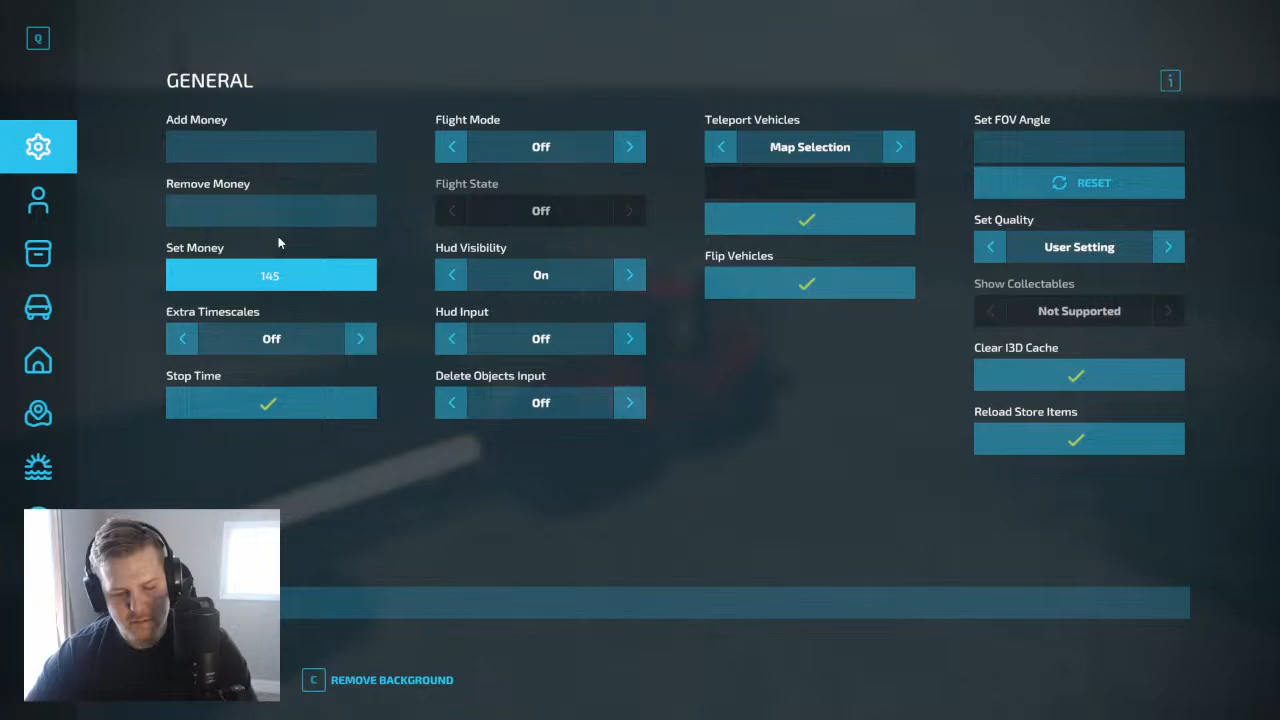 Q
GENERAL
i
Add Money
Remove Money
Set Money
145
Extra Timescales
Off
Stop Time
Flight Mode
Off
Flight State
Off
Hud Visibility
On
Hud Input
Off
Delete Objects Input
Off
Teleport Vehicles
Map Selection
Flip Vehicles
Set FOV Angle
RESET
Set Quality
User Setting
Show Collectables
Not Supported
Clear I3D Cache
Reload Store Items
C REMOVE BACKGROUND